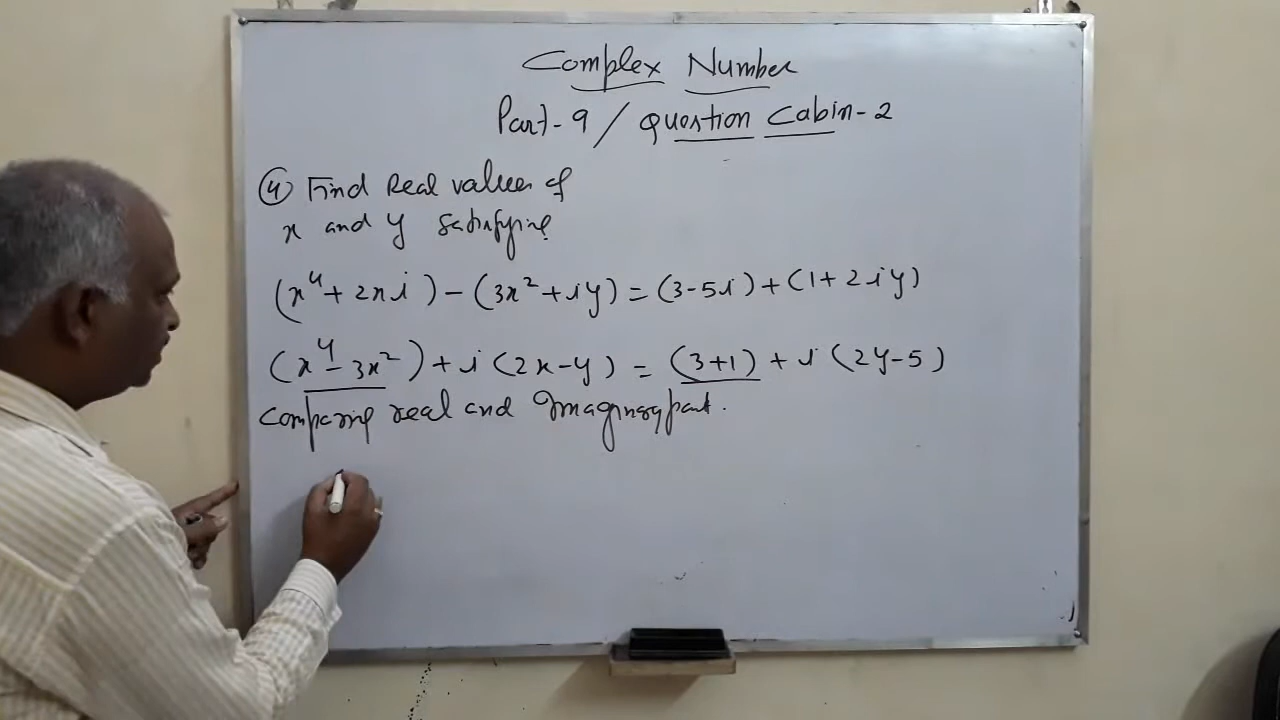 Complex Number
Part-9 / Question Cabin-2
④ Find Real values of
x and y satisfying
(x⁴ + 2xi) - (3x² + iy) = (3-5i) + (1+2iy)
(x⁴ - 3x²) + i (2x-y) = (3+1) + i (2y-5)
Comparing real and Imaginary part.